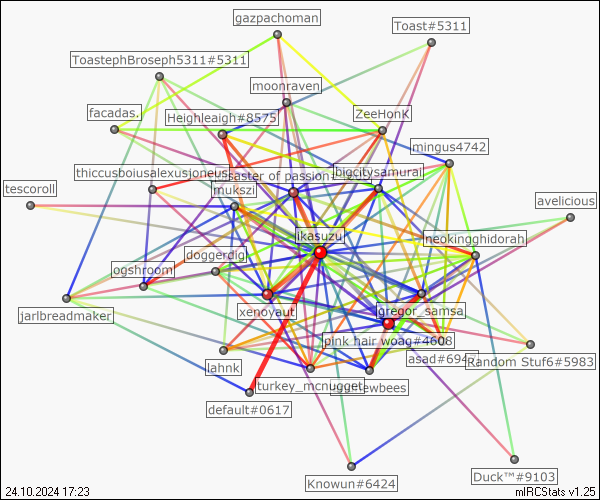 gazpachoman
Toast#5311
ToastephBroseph5311#5311
moonraven
facadas.
Heighleaigh#8575
ZeeHonK
mingus4742
thiccusboiusalexusjoneus
aster of passion
bigcitysamurai
tescoroll
mukszi
avelicious
ikasuzu
neokingghidorah
doggerdig
ogshroom
xenoyaut
gregor_samsa
jarlbreadmaker
pink hair woag#4608
asad#694
Random Stuf6#5983
lahnk
turkey_mcnugget
tewbees
default#0617
Knowun#6424
Duck™#9103
24.10.2024 17:23
mIRCStats v1.25